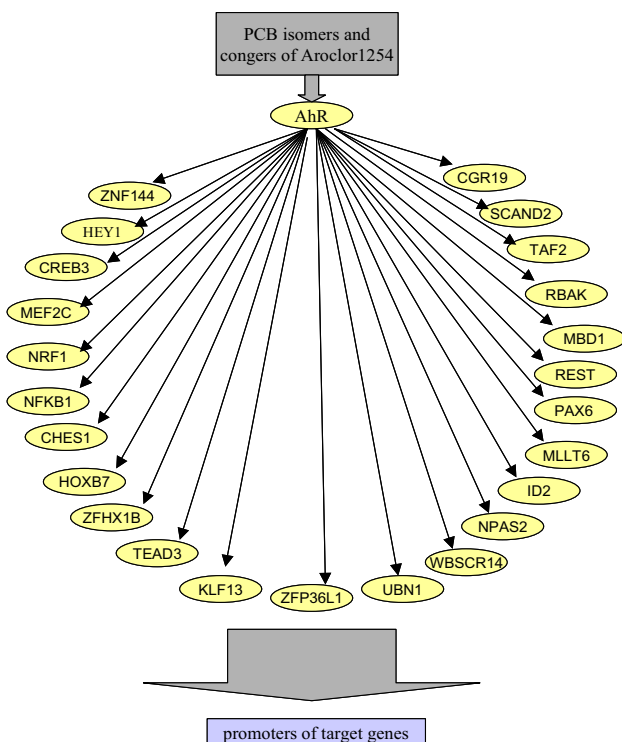 PCB isomers and
congers of Aroclor1254
AhR
ZNF144
HEY1
CREB3
MEF2C
NRF1
NFKB1
CHES1
HOXB7
ZFHX1B
TEAD3
KLF13
ZFP36L1
UBN1
WBSCR14
NPAS2
ID2
MLLT6
PAX6
REST
MBD1
RBAK
TAF2
SCAND2
CGR19
promoters of target genes